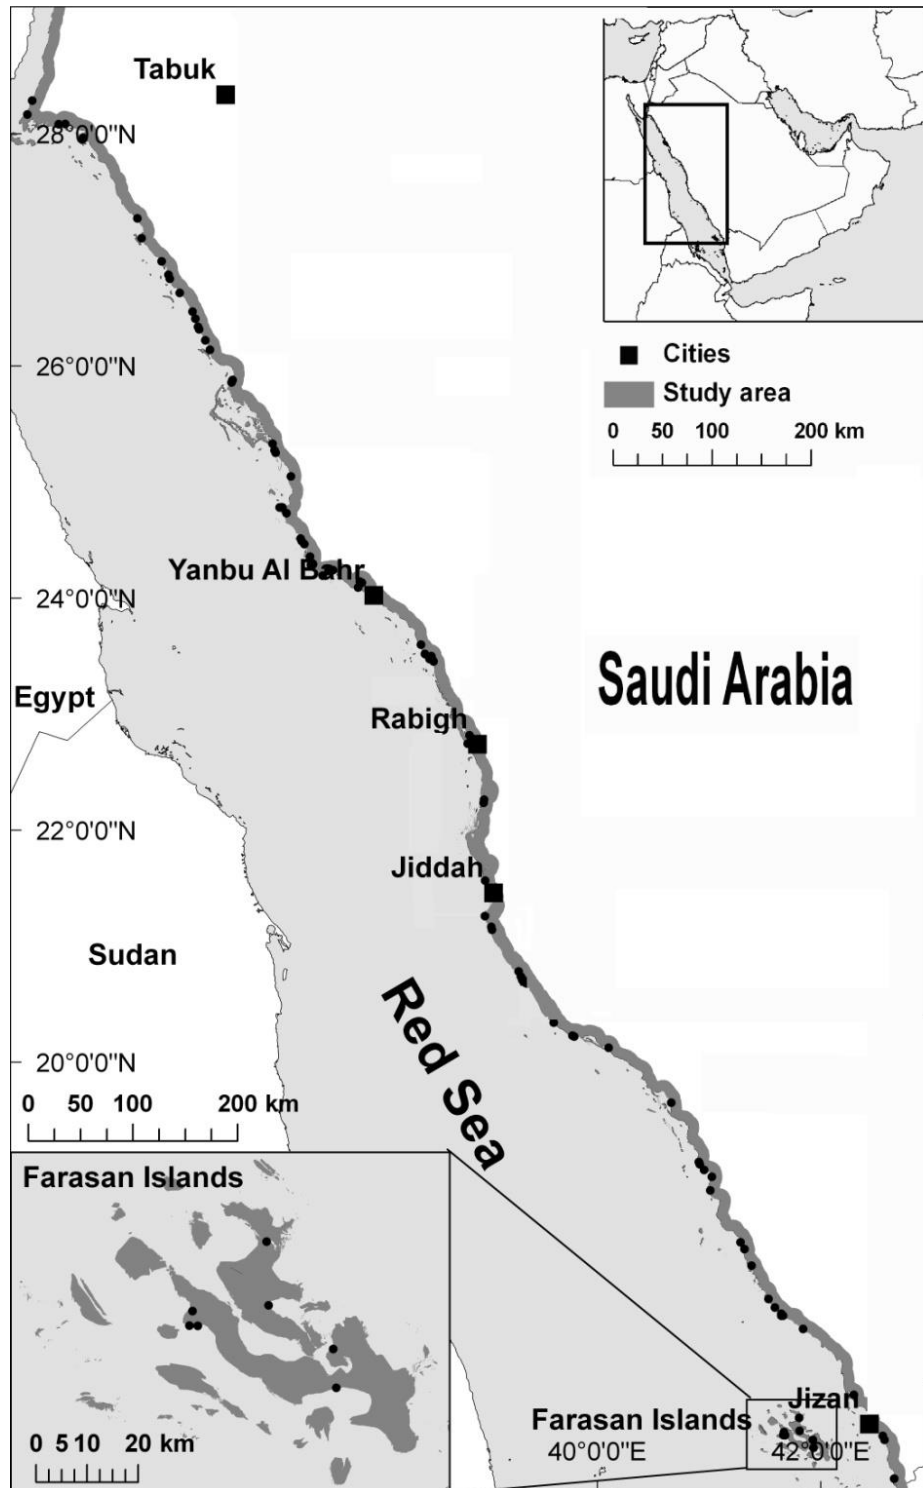 Tabuk
28°0'0"N
Cities
Study area
0 50 100 200 km
26°0'0"N
Yanbu Al Bahr
24°0'0"N
Saudi Arabia
Egypt
Rabigh
22°0'0"N
Jiddah
Sudan
Red Sea
20°0'0"N
0 50 100 200 km
Farasan Islands
Jizan
Farasan Islands
40°0'0"E
42°0'0"E
0 5 10 20 km